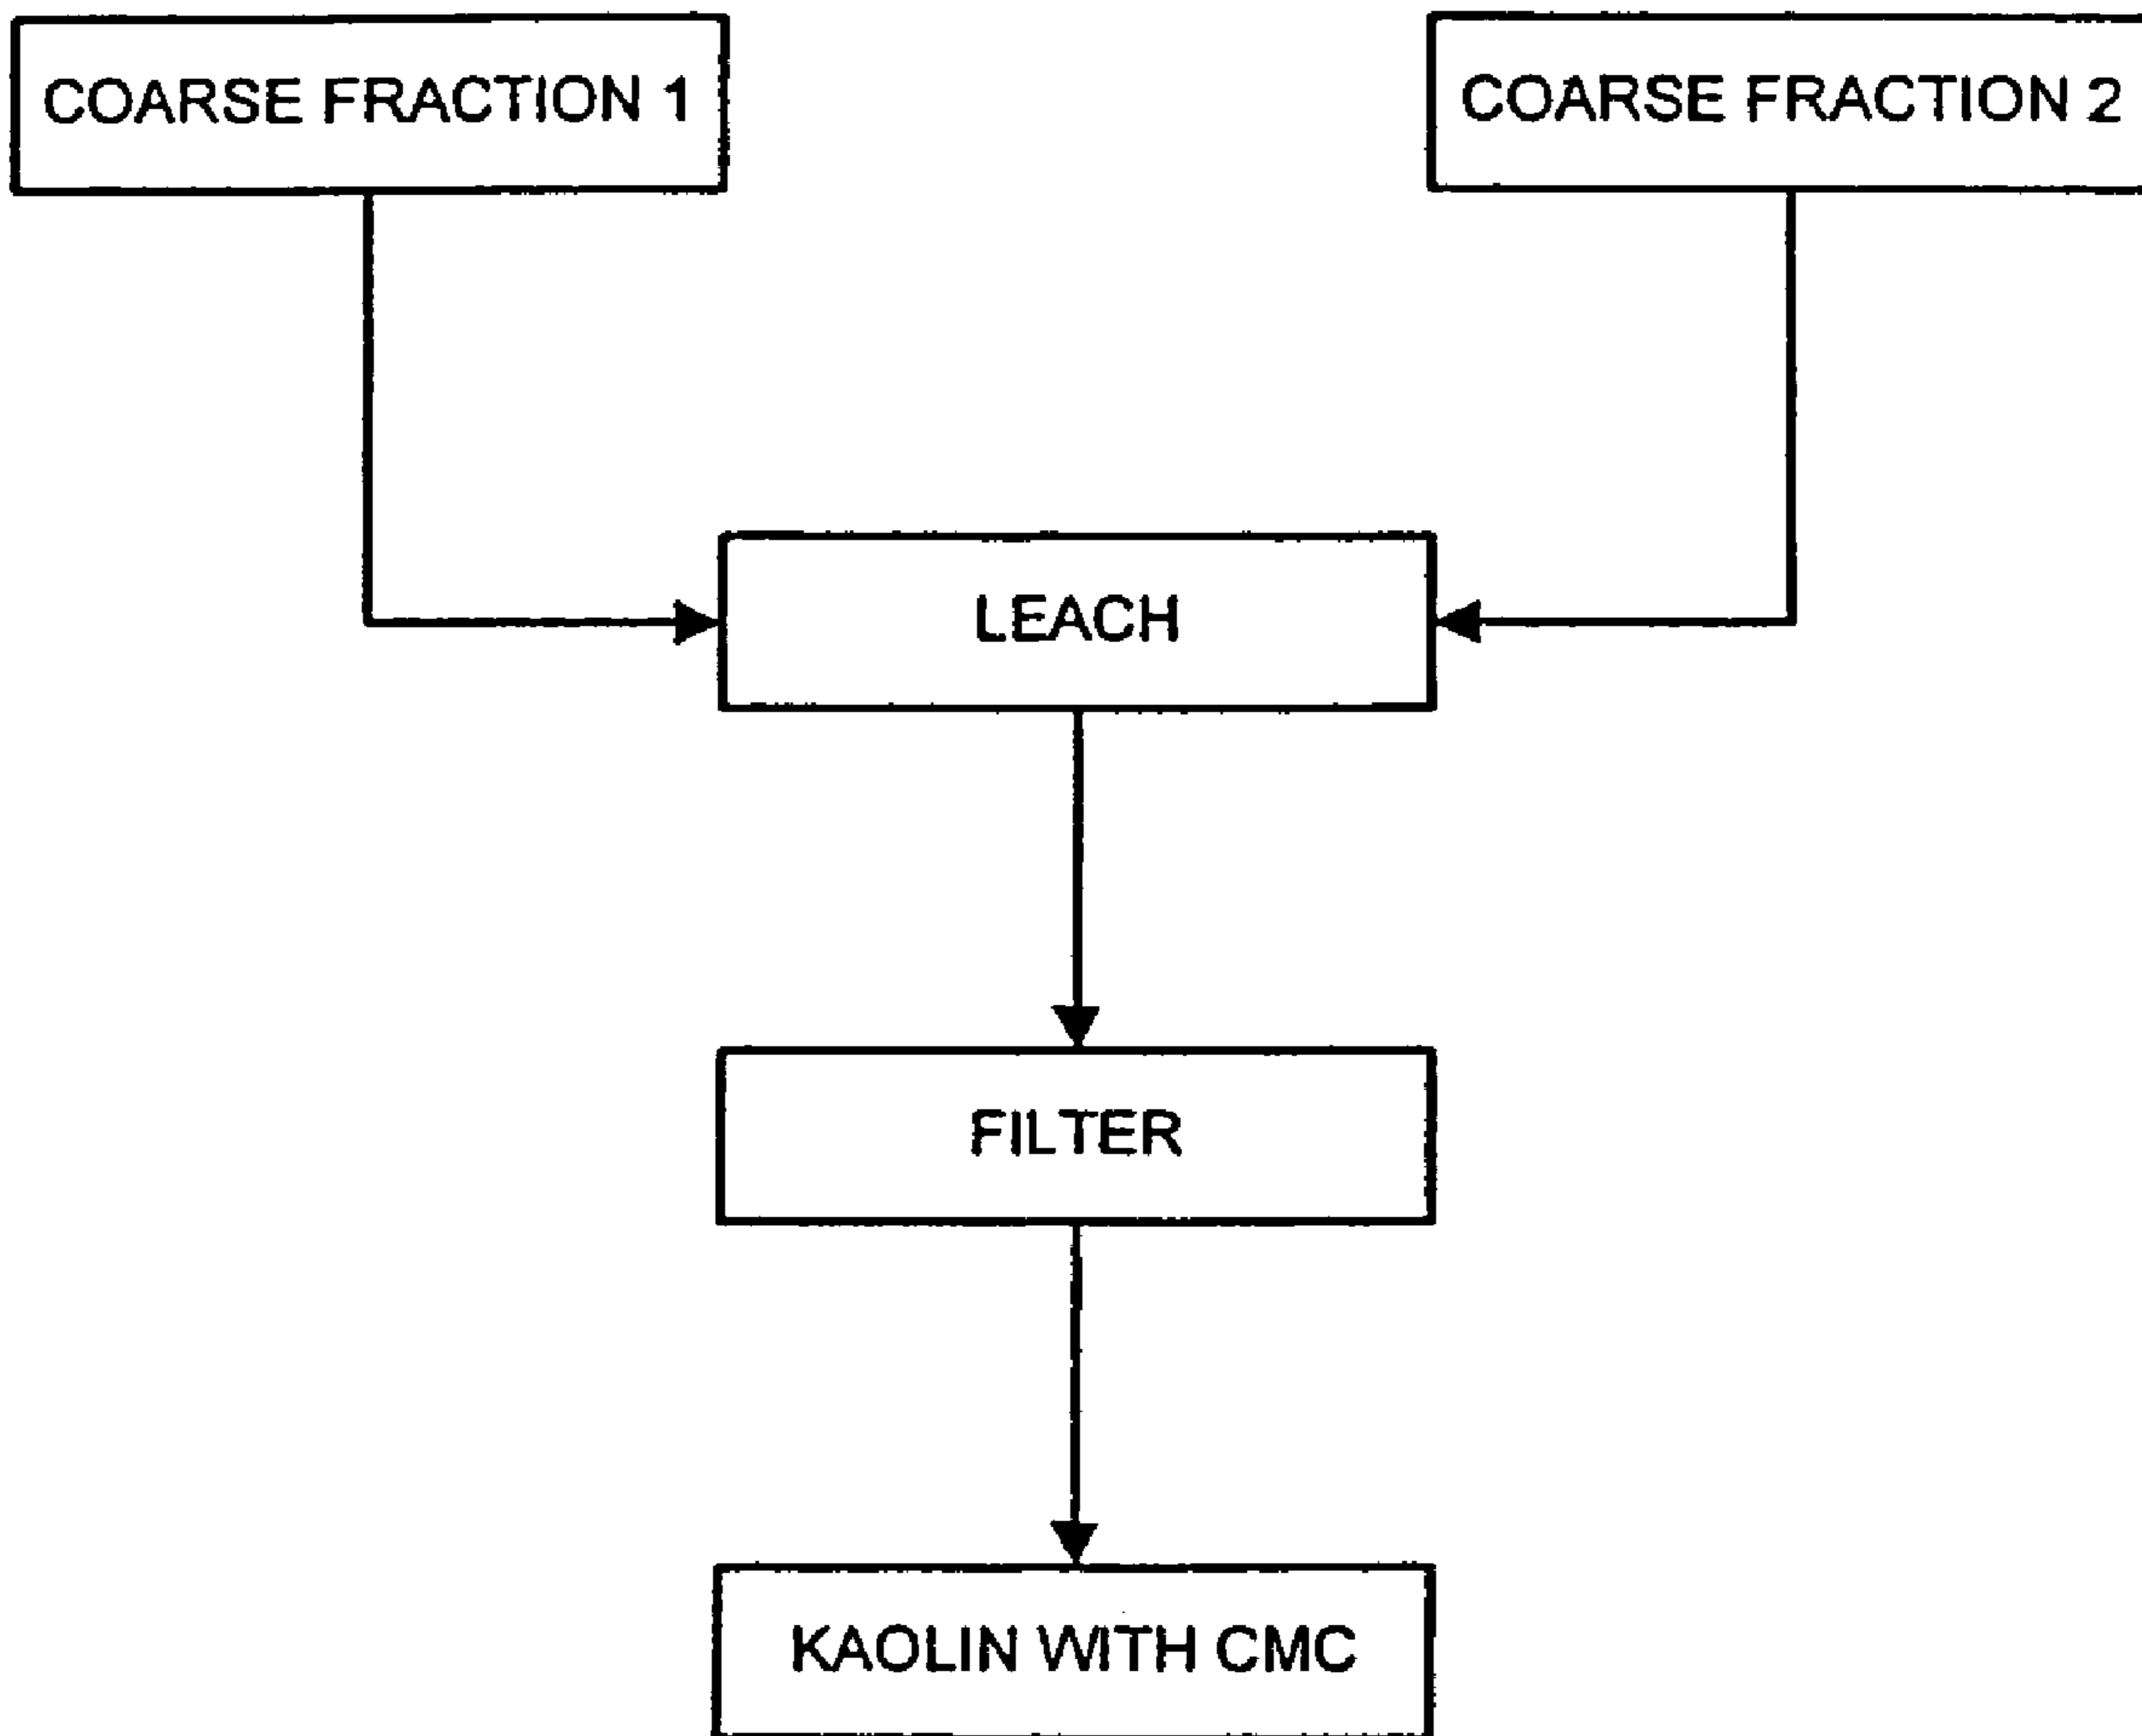 COARSE FRACTION 1
COARSE FRACTION 2
LEACH
FILTER
KAOLIN WITH CMC